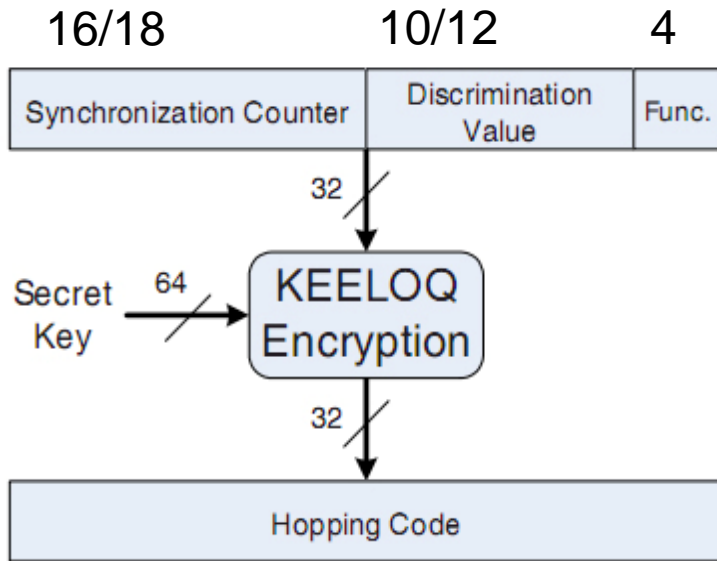 16/18 10/12 4
Synchronization Counter
Discrimination
Value
Func.
32
Secret
Key
64
KEELOQ
Encryption
32
Hopping Code